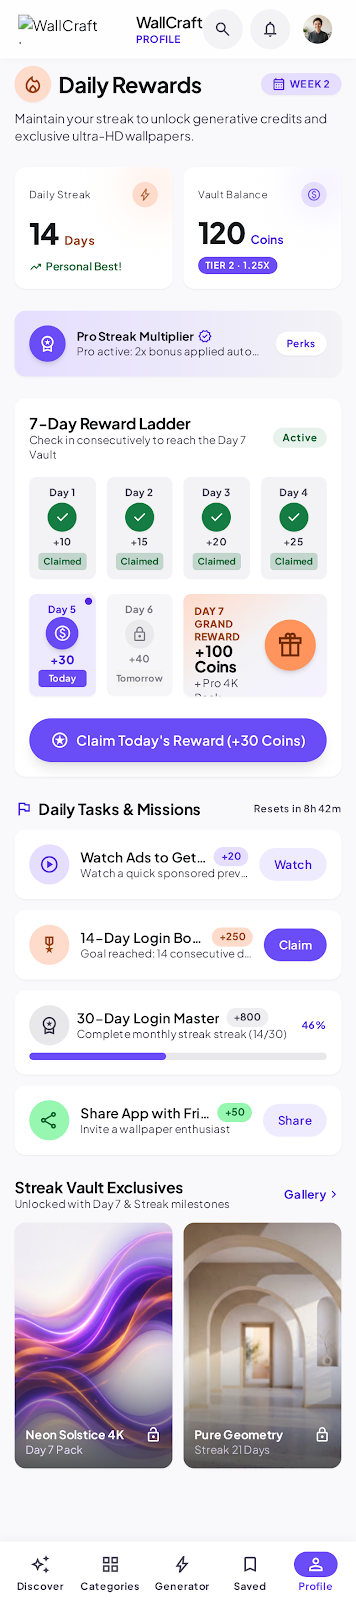 WallCraft
WallCraft
PROFILE
Daily Rewards
WEEK 2
Maintain your streak to unlock generative credits and
exclusive ultra-HD wallpapers.
Daily Streak
14 Days
Personal Best!
Vault Balance
120 Coins
TIER 2 · 1.25X
Pro Streak Multiplier
Pro active: 2x bonus applied auto...
Perks
7-Day Reward Ladder
Check in consecutively to reach the Day 7
Vault
Active
Day 1
+10
Claimed
Day 2
+15
Claimed
Day 3
+20
Claimed
Day 4
+25
Claimed
Day 5
+30
Today
Day 6
+40
Tomorrow
DAY 7
GRAND
REWARD
+100
Coins
+ Pro 4K
Claim Today's Reward (+30 Coins)
Daily Tasks & Missions
Resets in 8h 42m
Watch Ads to Get... +20
Watch a quick sponsored prev...
Watch
14-Day Login Bo... +250
Goal reached: 14 consecutive d...
Claim
30-Day Login Master +800
Complete monthly streak streak (14/30)
46%
Share App with Fri... +50
Invite a wallpaper enthusiast
Share
Streak Vault Exclusives
Unlocked with Day 7 & Streak milestones
Gallery
Neon Solstice 4K
Day 7 Pack
Pure Geometry
Streak 21 Days
Discover
Categories
Generator
Saved
Profile